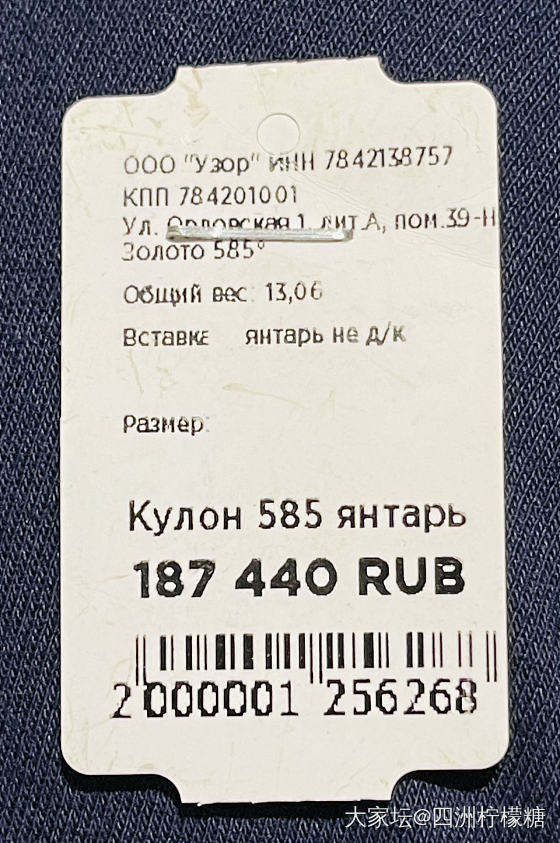 ООО "Узор" ИНН 7842138757
КПП 784201001
Ул. Орловская 1, лит.А, пом.39-Н
Золото 585°
Общий вес: 13,06
Вставка янтарь не д/к
Размер:
Кулон 585 янтарь
187 440 RUB
2 000001 256268
大家坛@四洲柠檬糖